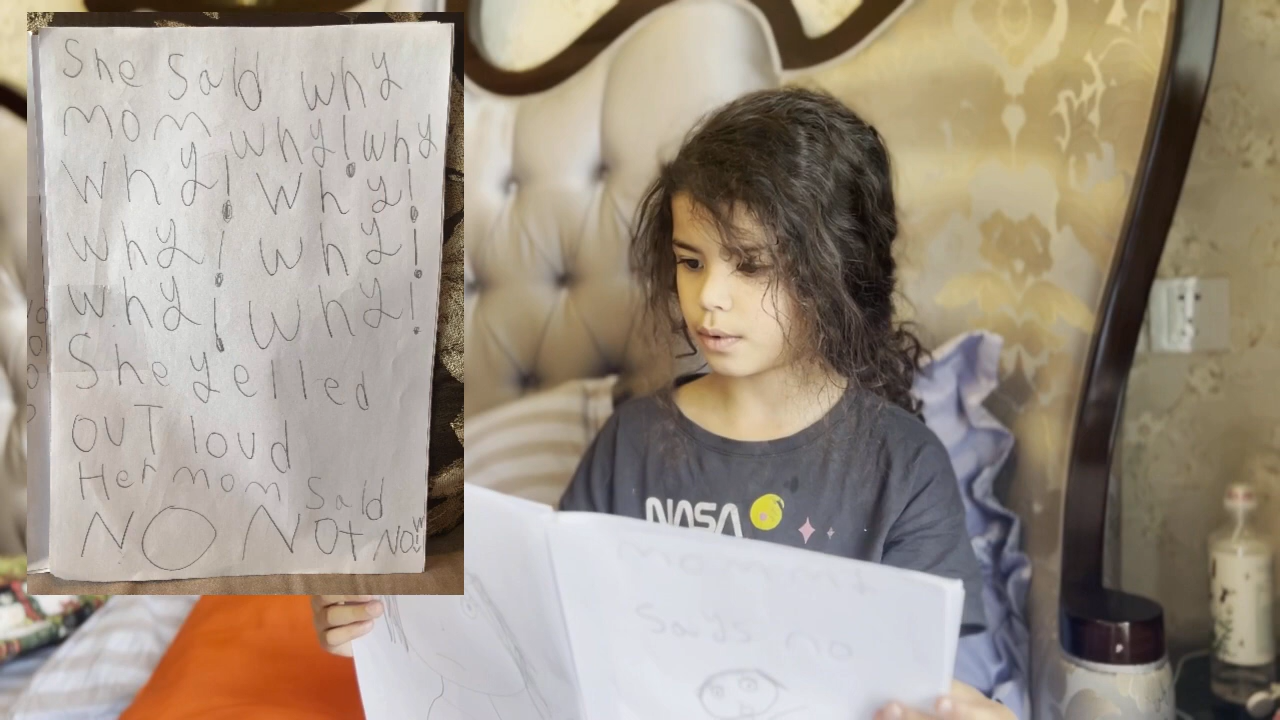 She Said why
mom why! why
why! why!
why! why!
why! why!
She yelled
ouT loud
Her mom Said
NO Not Now!
NASA
mommy
says no